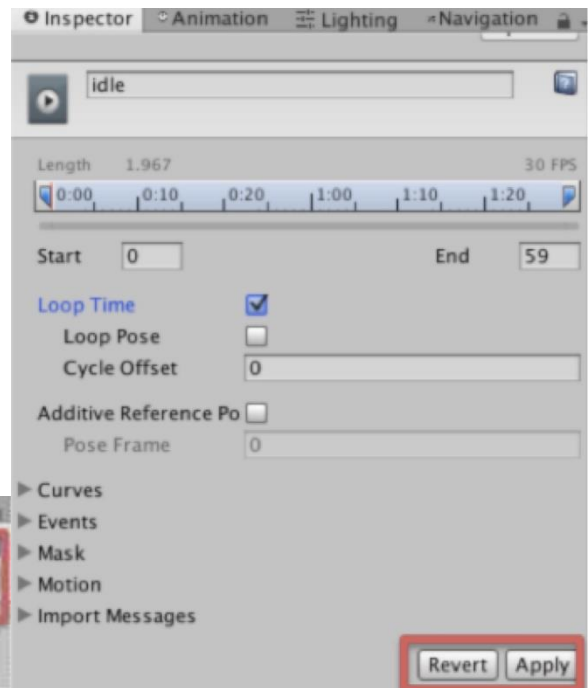 Inspector Animation Lighting Navigation
idle
Length 1.967 30 FPS
0:00 0:10 0:20 1:00 1:10 1:20
Start 0 End 59
Loop Time
Loop Pose
Cycle Offset 0
Additive Reference Po
Pose Frame 0
Curves
Events
Mask
Motion
Import Messages
Revert Apply